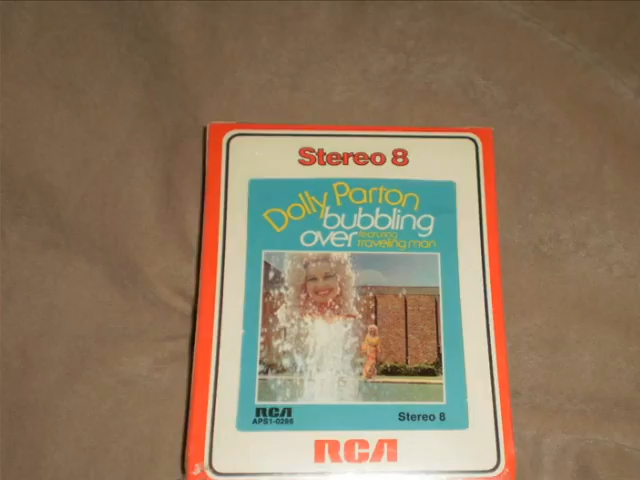 Stereo 8
Dolly Parton
bubbling
over featuring
traveling man
RCA
APS1-0286
Stereo 8
RCA